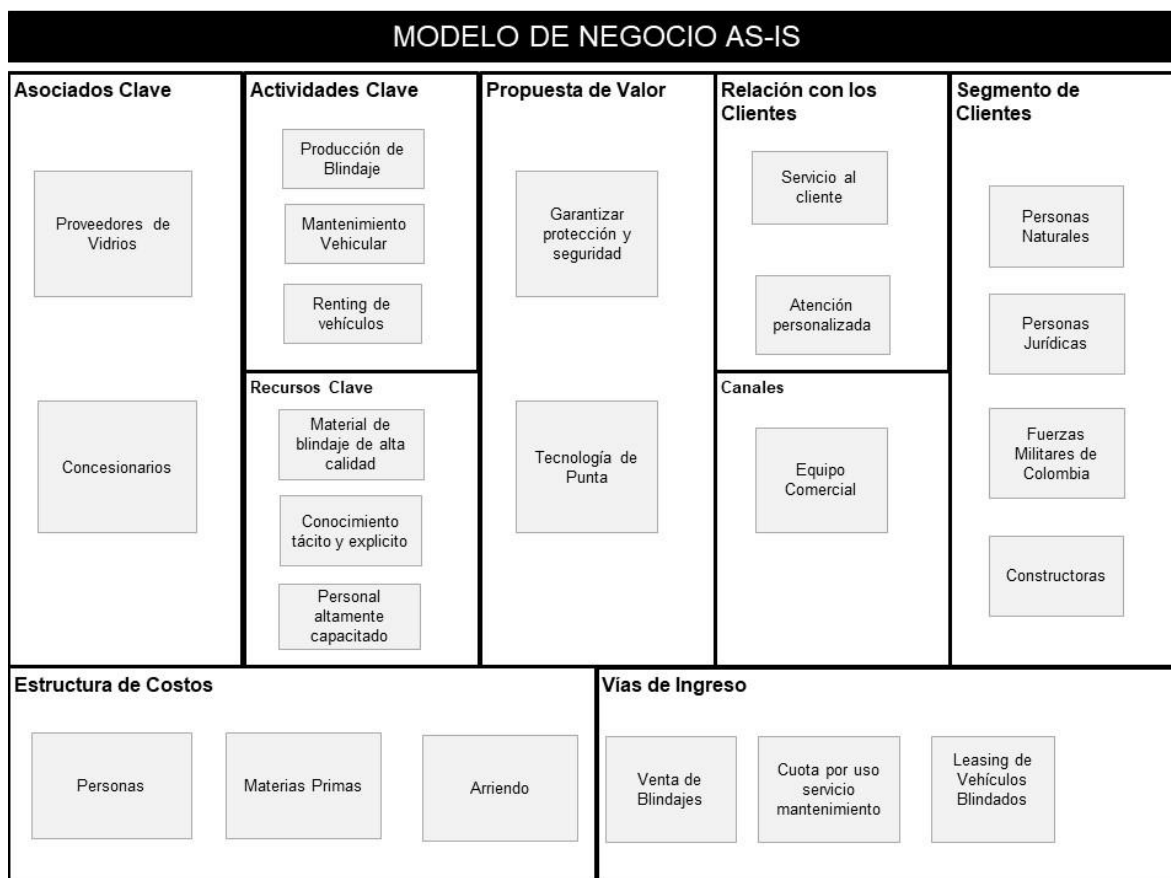 MODELO DE NEGOCIO AS-IS
Asociados Clave
Proveedores de
Vidrios
Concesionarios
Actividades Clave
Producción de
Blindaje
Mantenimiento
Vehicular
Renting de
vehículos
Recursos Clave
Material de
blindaje de alta
calidad
Conocimiento
tácito y explicito
Personal
altamente
capacitado
Propuesta de Valor
Garantizar
protección y
seguridad
Tecnología de
Punta
Relación con los
Clientes
Servicio al
cliente
Atención
personalizada
Canales
Equipo
Comercial
Segmento de
Clientes
Personas
Naturales
Personas
Jurídicas
Fuerzas
Militares de
Colombia
Constructoras
Estructura de Costos
Personas
Materias Primas
Arriendo
Vías de Ingreso
Venta de
Blindajes
Cuota por uso
servicio
mantenimiento
Leasing de
Vehículos
Blindados